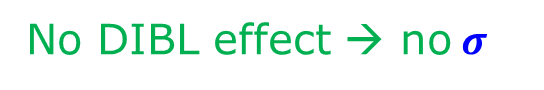 No DIBL effect → no σ